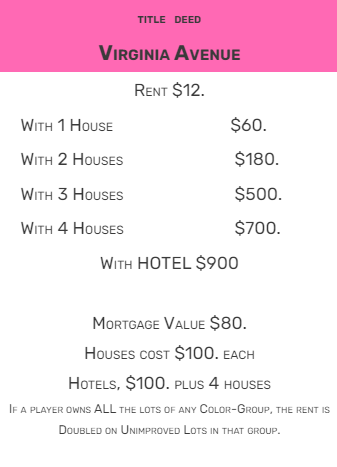 TITLE DEED
VIRGINIA AVENUE
RENT $12.
WITH 1 HOUSE $60.
WITH 2 HOUSES $180.
WITH 3 HOUSES $500.
WITH 4 HOUSES $700.
WITH HOTEL $900
MORTGAGE VALUE $80.
HOUSES COST $100. EACH
HOTELS, $100. PLUS 4 HOUSES
IF A PLAYER OWNS ALL THE LOTS OF ANY COLOR-GROUP, THE RENT IS
DOUBLED ON UNIMPROVED LOTS IN THAT GROUP.